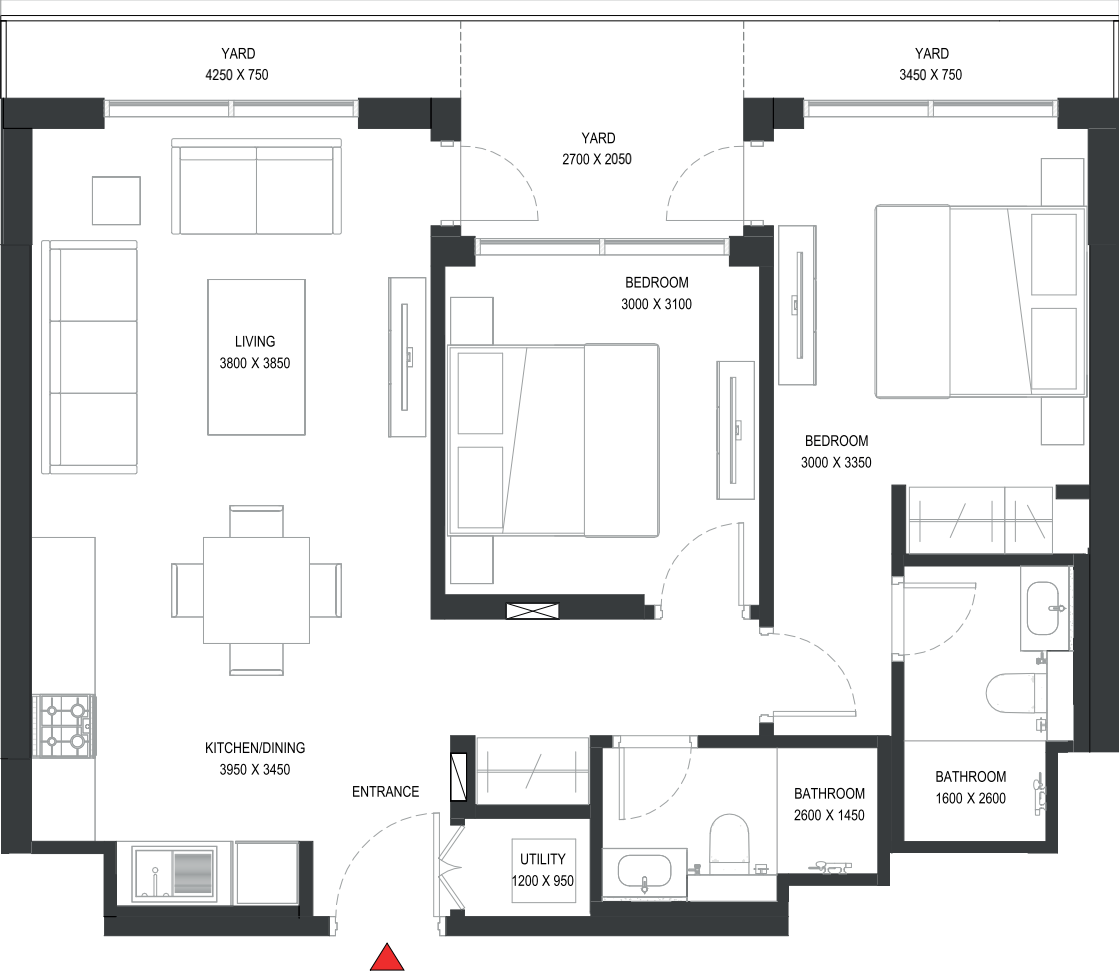 YARD
4250 X 750
YARD
3450 X 750
YARD
2700 X 2050
BEDROOM
3000 X 3100
LIVING
3800 X 3850
BEDROOM
3000 X 3350
KITCHEN/DINING
3950 X 3450
ENTRANCE
BATHROOM
1600 X 2600
BATHROOM
2600 X 1450
UTILITY
1200 X 950